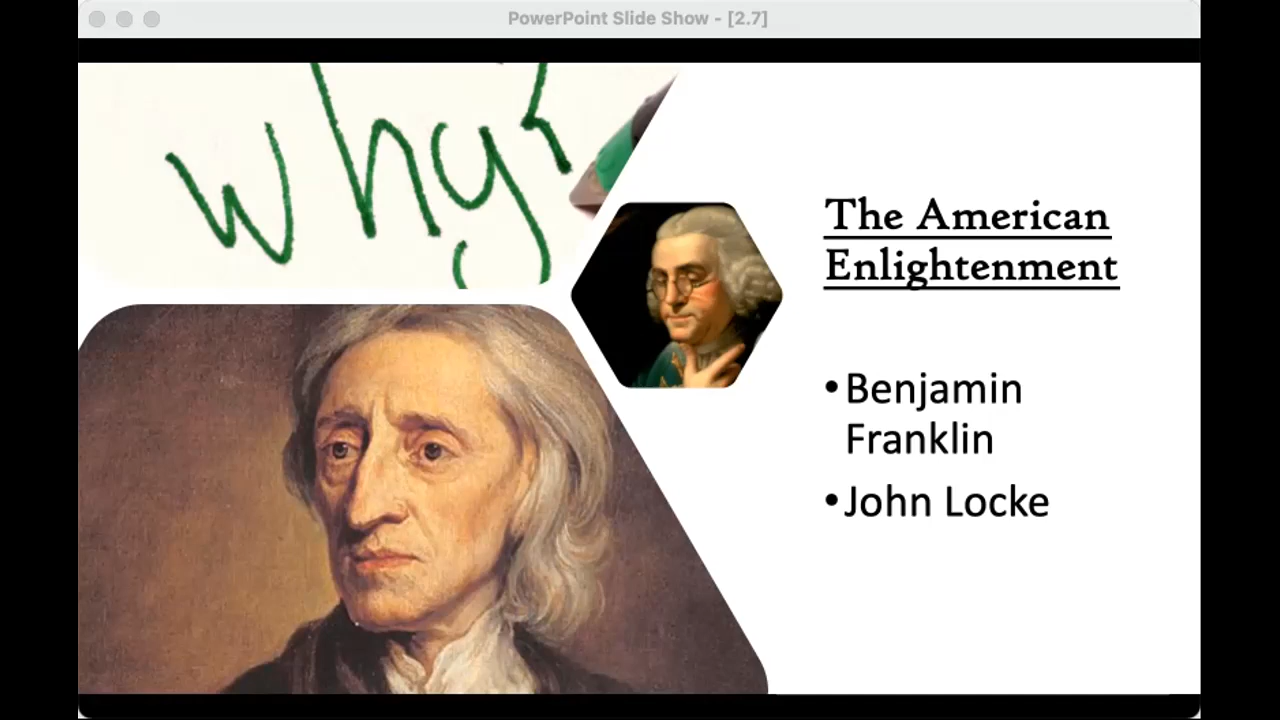 PowerPoint Slide Show - [2.7]
why?
The American
Enlightenment
• Benjamin
Franklin
• John Locke